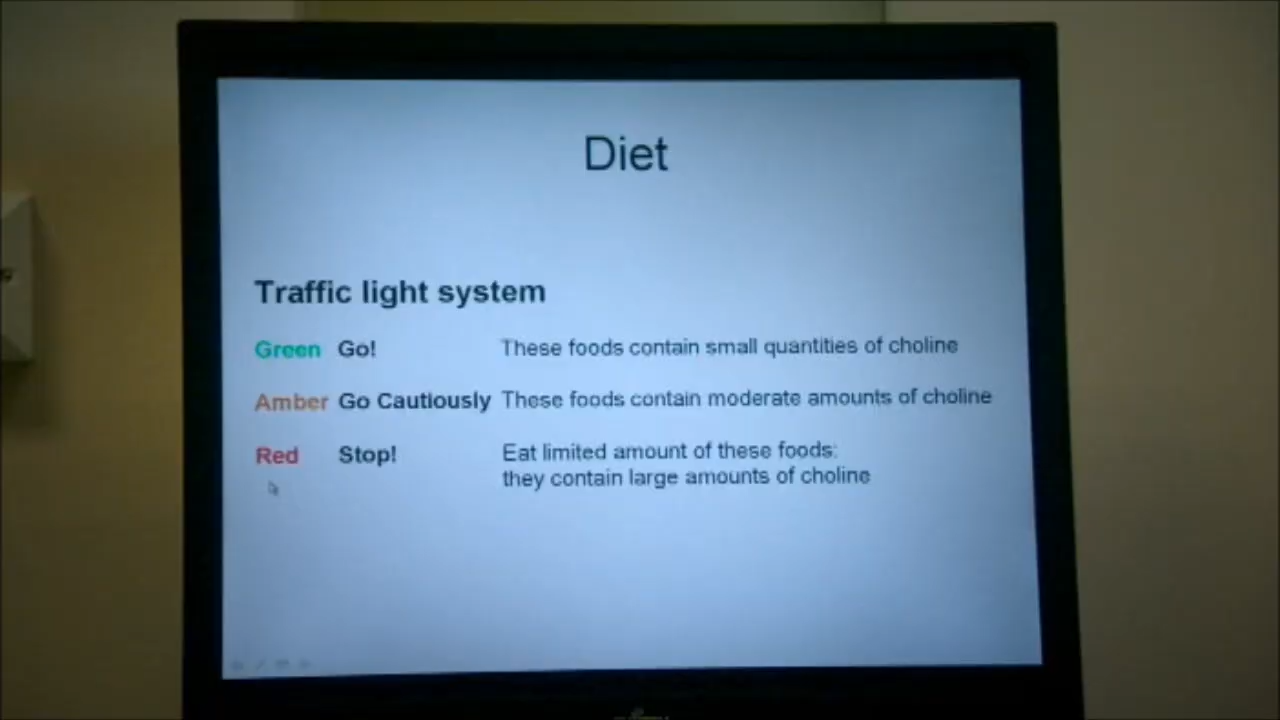 Diet
Traffic light system
Green Go! These foods contain small quantities of choline
Amber Go Cautiously These foods contain moderate amounts of choline
Red Stop! Eat limited amount of these foods:
they contain large amounts of choline